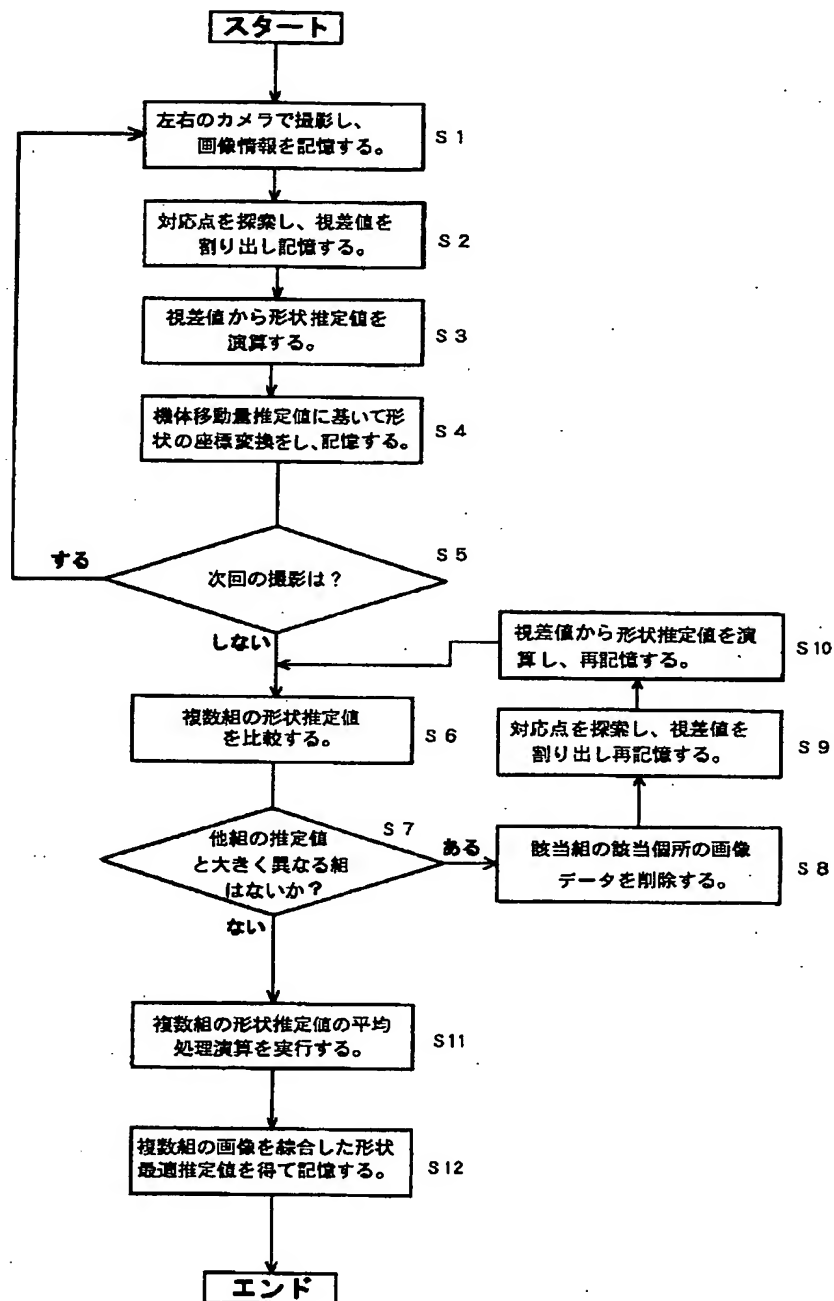 スタート
左右のカメラで撮影し、
画像情報を記憶する。
S1
対応点を探索し、視差値を
割り出し記憶する。
S2
視差値から形状推定値を
演算する。
S3
機体移動量推定値に基いて形
状の座標変換をし、記憶する。
S4
S5
する
次回の撮影は？
しない
視差値から形状推定値を演
算し、再記憶する。
S10
複数組の形状推定値
を比較する。
S6
対応点を探索し、視差値を
割り出し再記憶する。
S9
S7
他組の推定値
と大きく異なる組
はないか？
ある
該当組の該当個所の画像
データを削除する。
S8
ない
複数組の形状推定値の平均
処理演算を実行する。
S11
複数組の画像を綜合した形状
最適推定値を得て記憶する。
S12
エンド